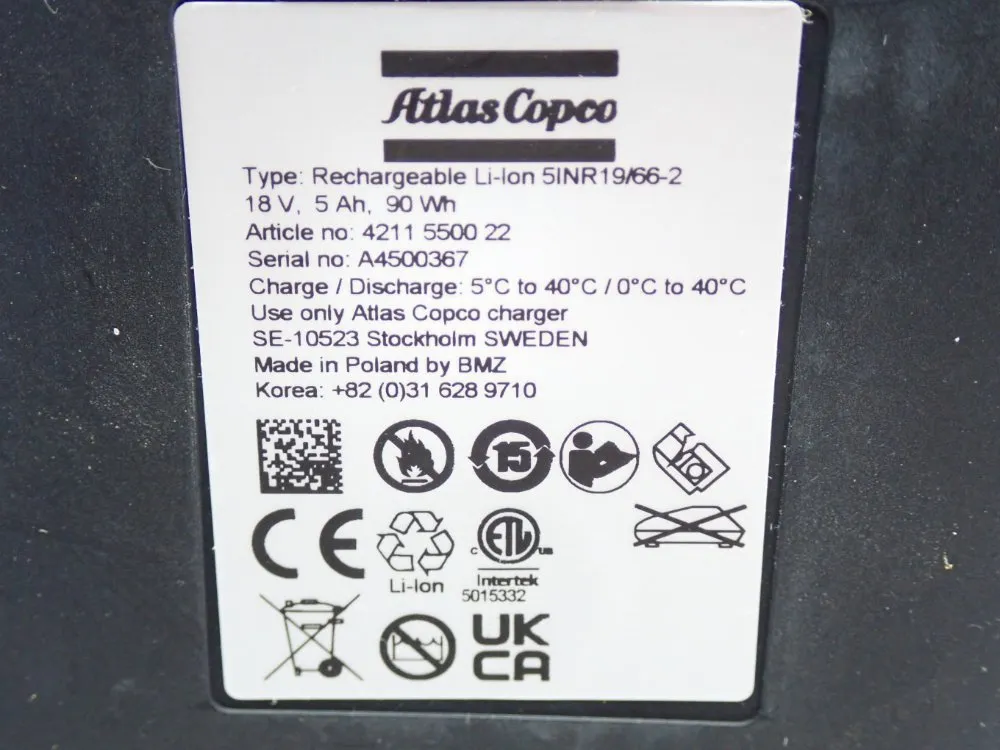 Atlas Copco
Type: Rechargeable Li-Ion 5INR19/66-2
18 V, 5 Ah, 90 Wh
Article no: 4211 5500 22
Serial no: A4500367
Charge / Discharge: 5°C to 40°C / 0°C to 40°C
Use only Atlas Copco charger
SE-10523 Stockholm SWEDEN
Made in Poland by BMZ
Korea: +82 (0)31 628 9710
15
CE
Li-Ion
c ETL us
Intertek
5015332
UK
CA